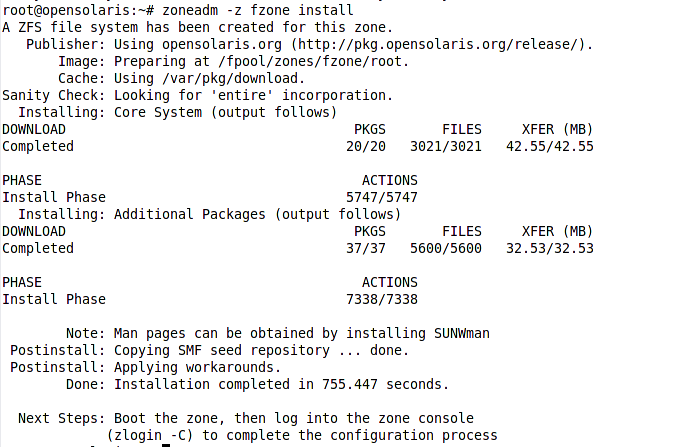 root@opensolaris:~# zoneadm -z fzone install
A ZFS file system has been created for this zone.
   Publisher: Using opensolaris.org (http://pkg.opensolaris.org/release/).
       Image: Preparing at /fpool/zones/fzone/root.
       Cache: Using /var/pkg/download.
Sanity Check: Looking for 'entire' incorporation.
  Installing: Core System (output follows)
DOWNLOAD                                    PKGS       FILES     XFER (MB)
Completed                                  20/20   3021/3021   42.55/42.55

PHASE                                        ACTIONS
Install Phase                              5747/5747
  Installing: Additional Packages (output follows)
DOWNLOAD                                    PKGS       FILES     XFER (MB)
Completed                                  37/37   5600/5600   32.53/32.53

PHASE                                        ACTIONS
Install Phase                              7338/7338

        Note: Man pages can be obtained by installing SUNWman
 Postinstall: Copying SMF seed repository ... done.
 Postinstall: Applying workarounds.
        Done: Installation completed in 755.447 seconds.

  Next Steps: Boot the zone, then log into the zone console
             (zlogin -C) to complete the configuration process